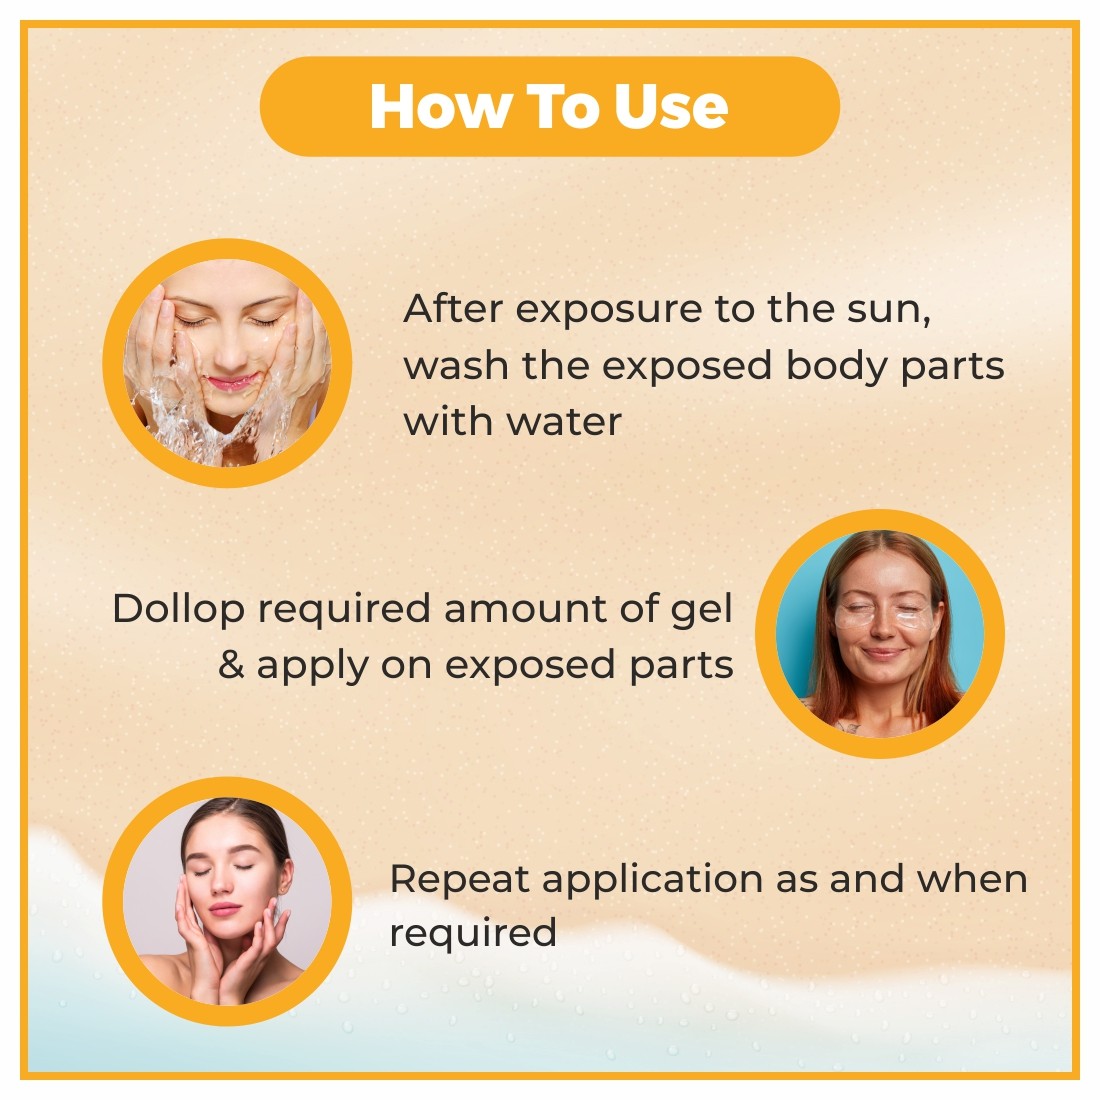 How To Use
After exposure to the sun,
wash the exposed body parts
with water
Dollop required amount of gel
& apply on exposed parts
Repeat application as and when
required